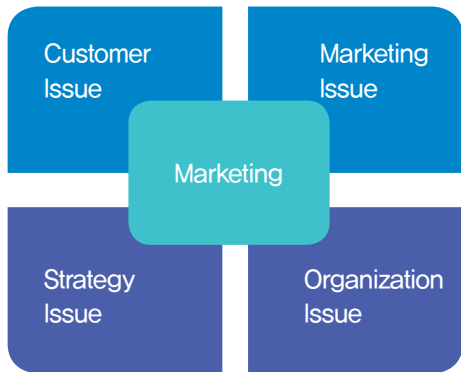 Customer
Issue
Marketing
Issue
Marketing
Strategy
Issue
Organization
Issue